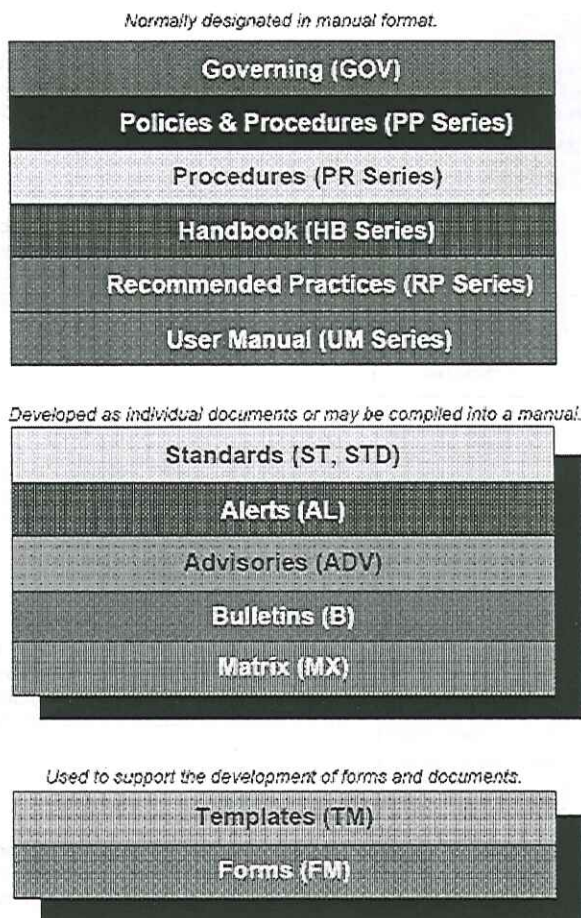 Normally designated in manual format.
Governing (GOV)
Policies & Procedures (PP Series)
Procedures (PR Series)
Handbook (HB Series)
Recommended Practices (RP Series)
User Manual (UM Series)
Developed as individual documents or may be compiled into a manual.
Standards (ST, STD)
Alerts (AL)
Advisories (ADV)
Bulletins (B)
Matrix (MX)
Used to support the development of forms and documents.
Templates (TM)
Forms (FM)